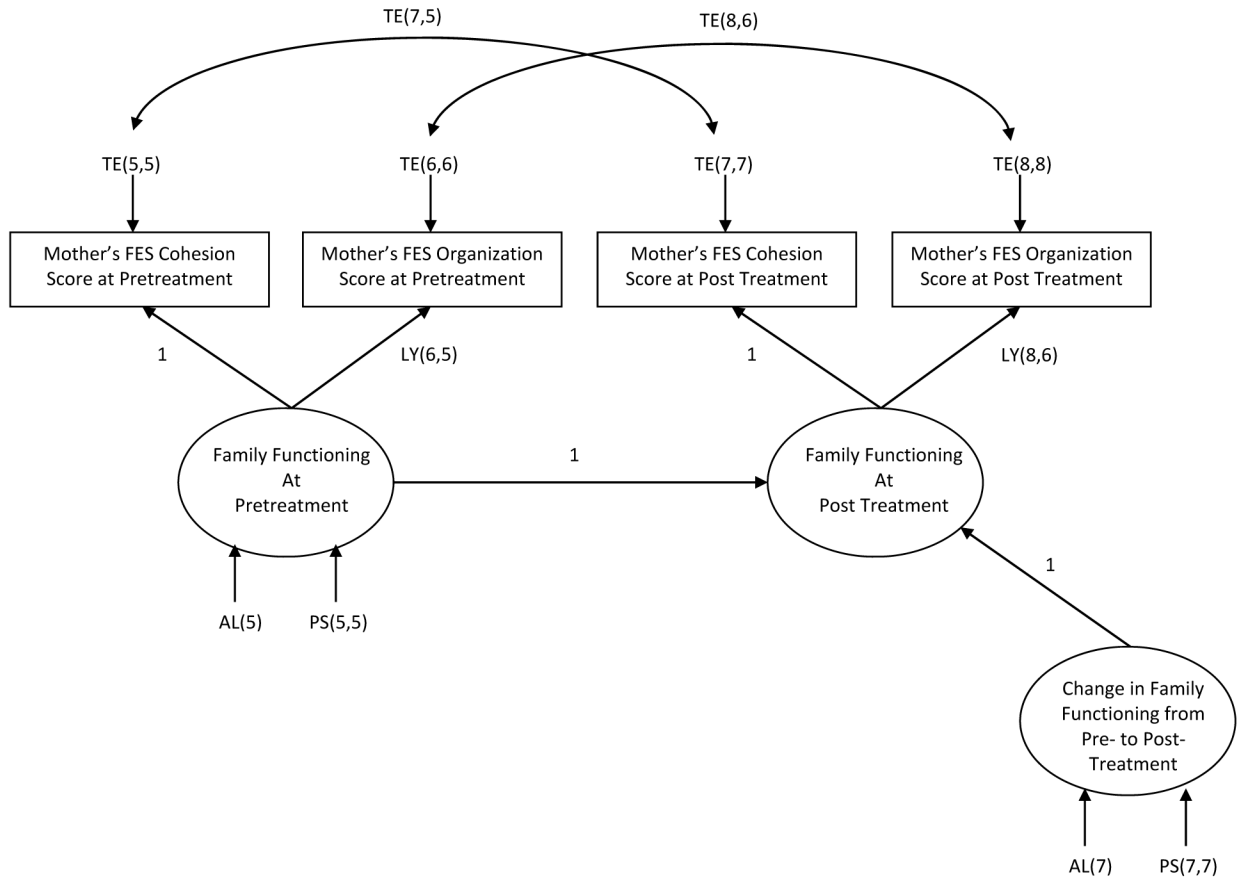 TE(7,5)
TE(8,6)
TE(5,5)
TE(6,6)
TE(7,7)
TE(8,8)
Mother’s FES Cohesion
Score at Pretreatment
Mother’s FES Organization
Score at Pretreatment
Mother’s FES Cohesion
Score at Post Treatment
Mother’s FES Organization
Score at Post Treatment
1
LY(6,5)
1
LY(8,6)
Family Functioning
At
Pretreatment
1
Family Functioning
At
Post Treatment
AL(5)
PS(5,5)
1
Change in Family
Functioning from
Pre- to Post-
Treatment
AL(7)
PS(7,7)